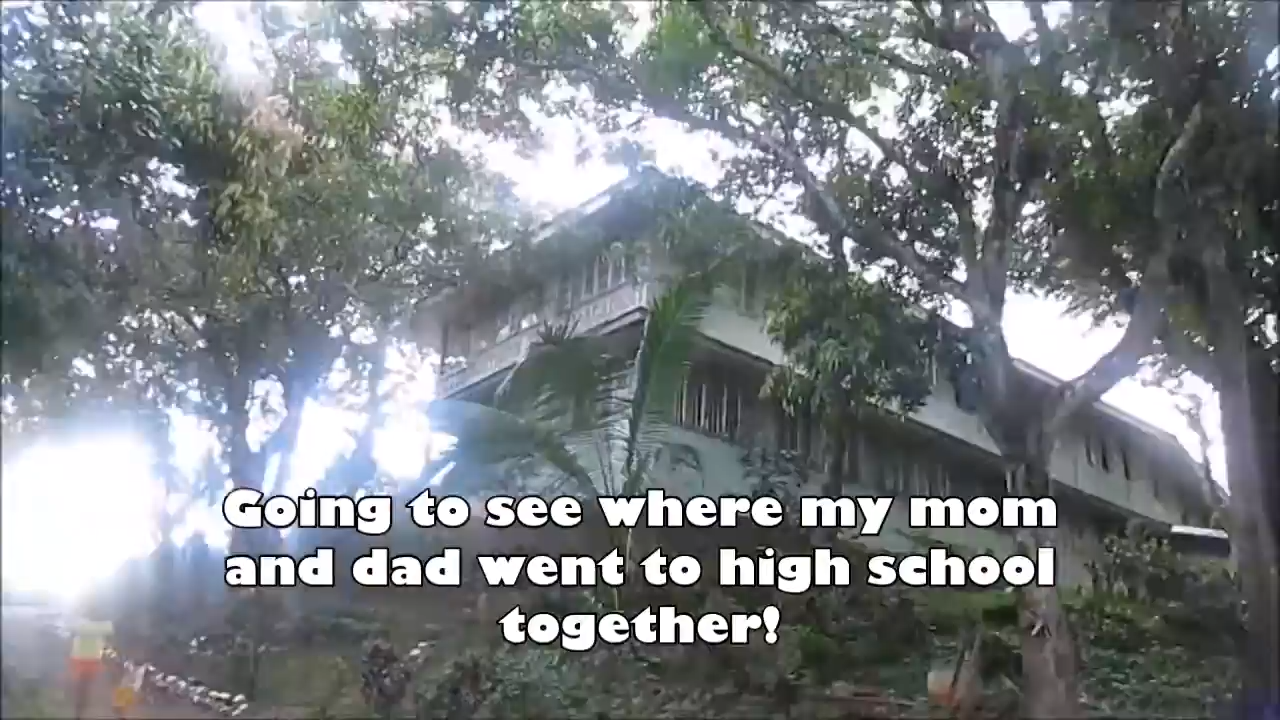 Going to see where my mom
and dad went to high school
together!